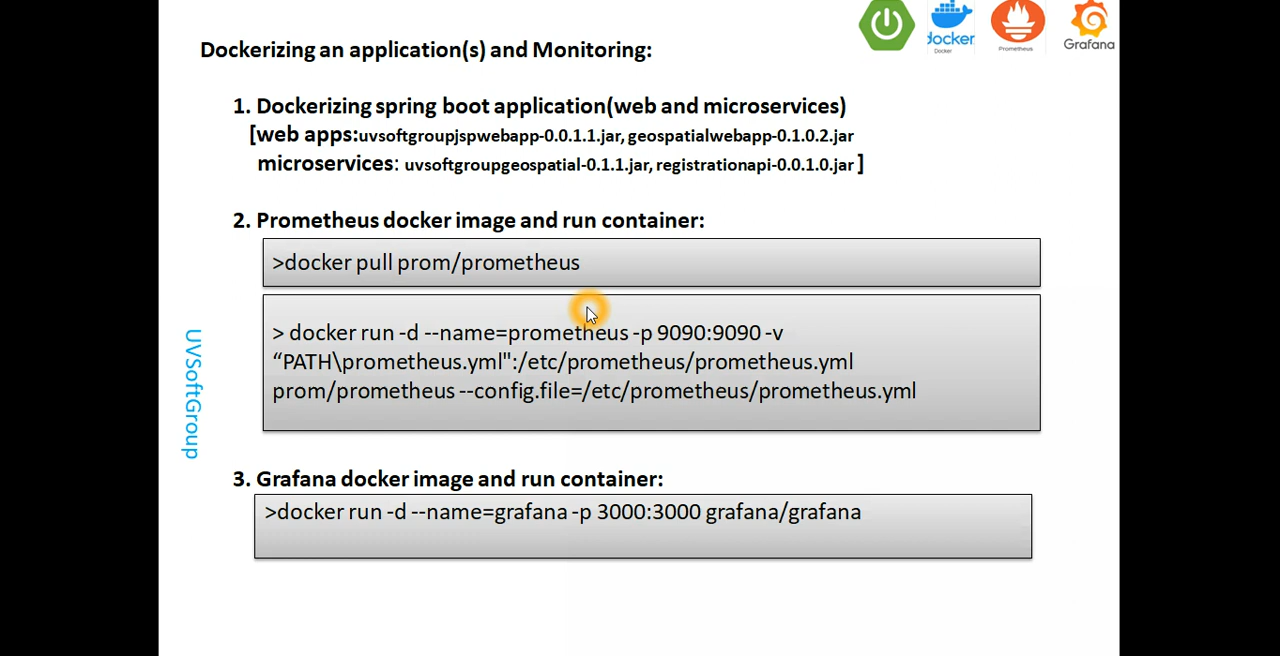 docker
Docker
Prometheus
Grafana
Dockerizing an application(s) and Monitoring:
1. Dockerizing spring boot application(web and microservices)
[web apps:uvsoftgroupjspwebapp-0.0.1.1.jar, geospatialwebapp-0.1.0.2.jar
microservices: uvsoftgroupgeospatial-0.1.1.jar, registrationapi-0.0.1.0.jar ]
2. Prometheus docker image and run container:
>docker pull prom/prometheus
> docker run -d --name=prometheus -p 9090:9090 -v
“PATH\prometheus.yml":/etc/prometheus/prometheus.yml
prom/prometheus --config.file=/etc/prometheus/prometheus.yml
UVSoftGroup
3. Grafana docker image and run container:
>docker run -d --name=grafana -p 3000:3000 grafana/grafana